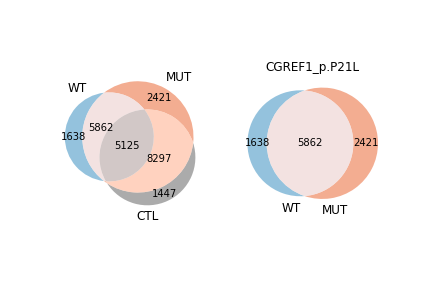 WT
MUT
2421
5862
1638
5125
8297
1447
CTL
CGREF1_p.P21L
1638
5862
2421
WT
MUT